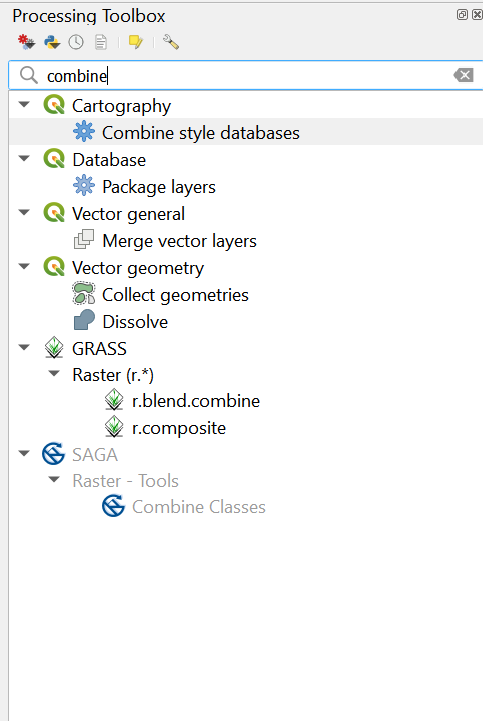 Processing Toolbox
combine
Cartography
Combine style databases
Database
Package layers
Vector general
Merge vector layers
Vector geometry
Collect geometries
Dissolve
GRASS
Raster (r.*)
r.blend.combine
r.composite
SAGA
Raster - Tools
Combine Classes